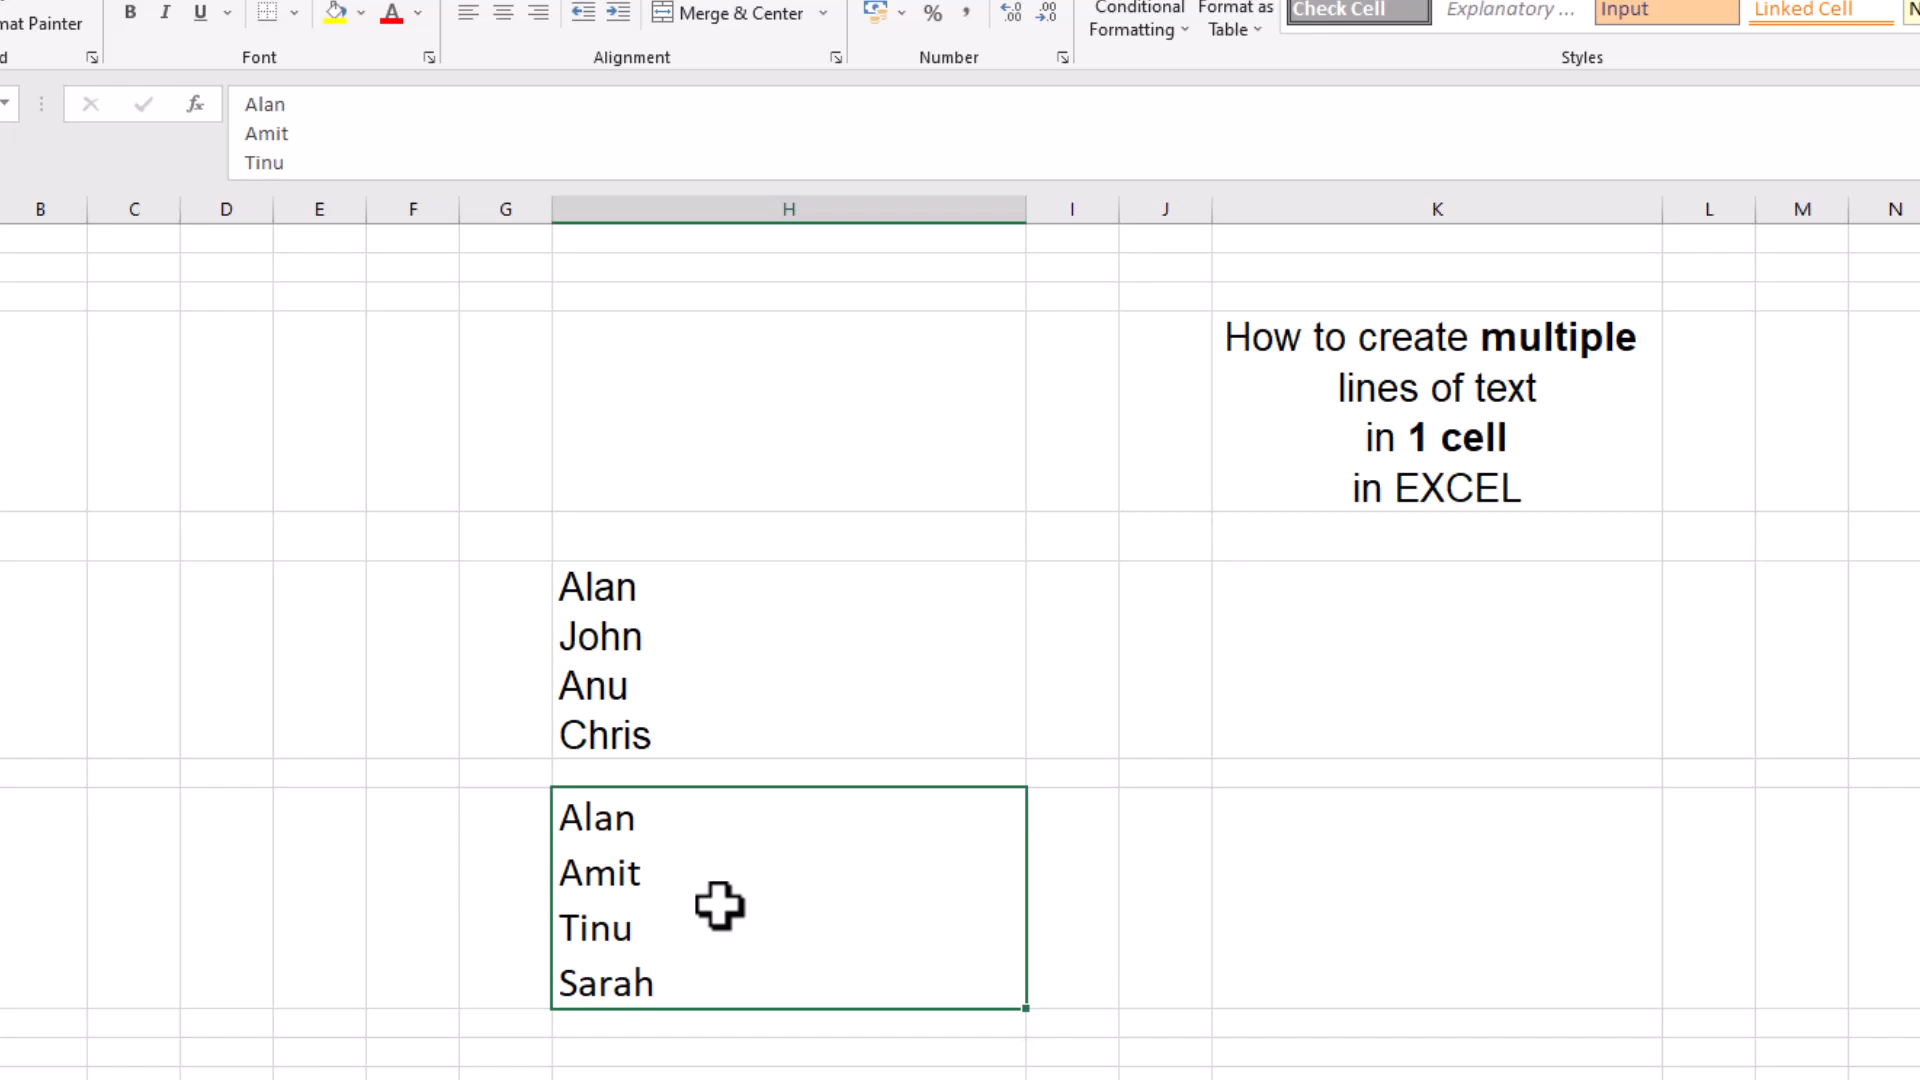 B I U
Merge & Center
%
Conditional
Formatting
Format as
Table
Check Cell
Explanatory ...
Input
Linked Cell
N
mat Painter
d
Font
Alignment
Number
Styles
fx
Alan
Amit
Tinu
B C D E F G H I J K L M N
How to create multiple
lines of text
in 1 cell
in EXCEL
Alan
John
Anu
Chris
Alan
Amit
Tinu
Sarah